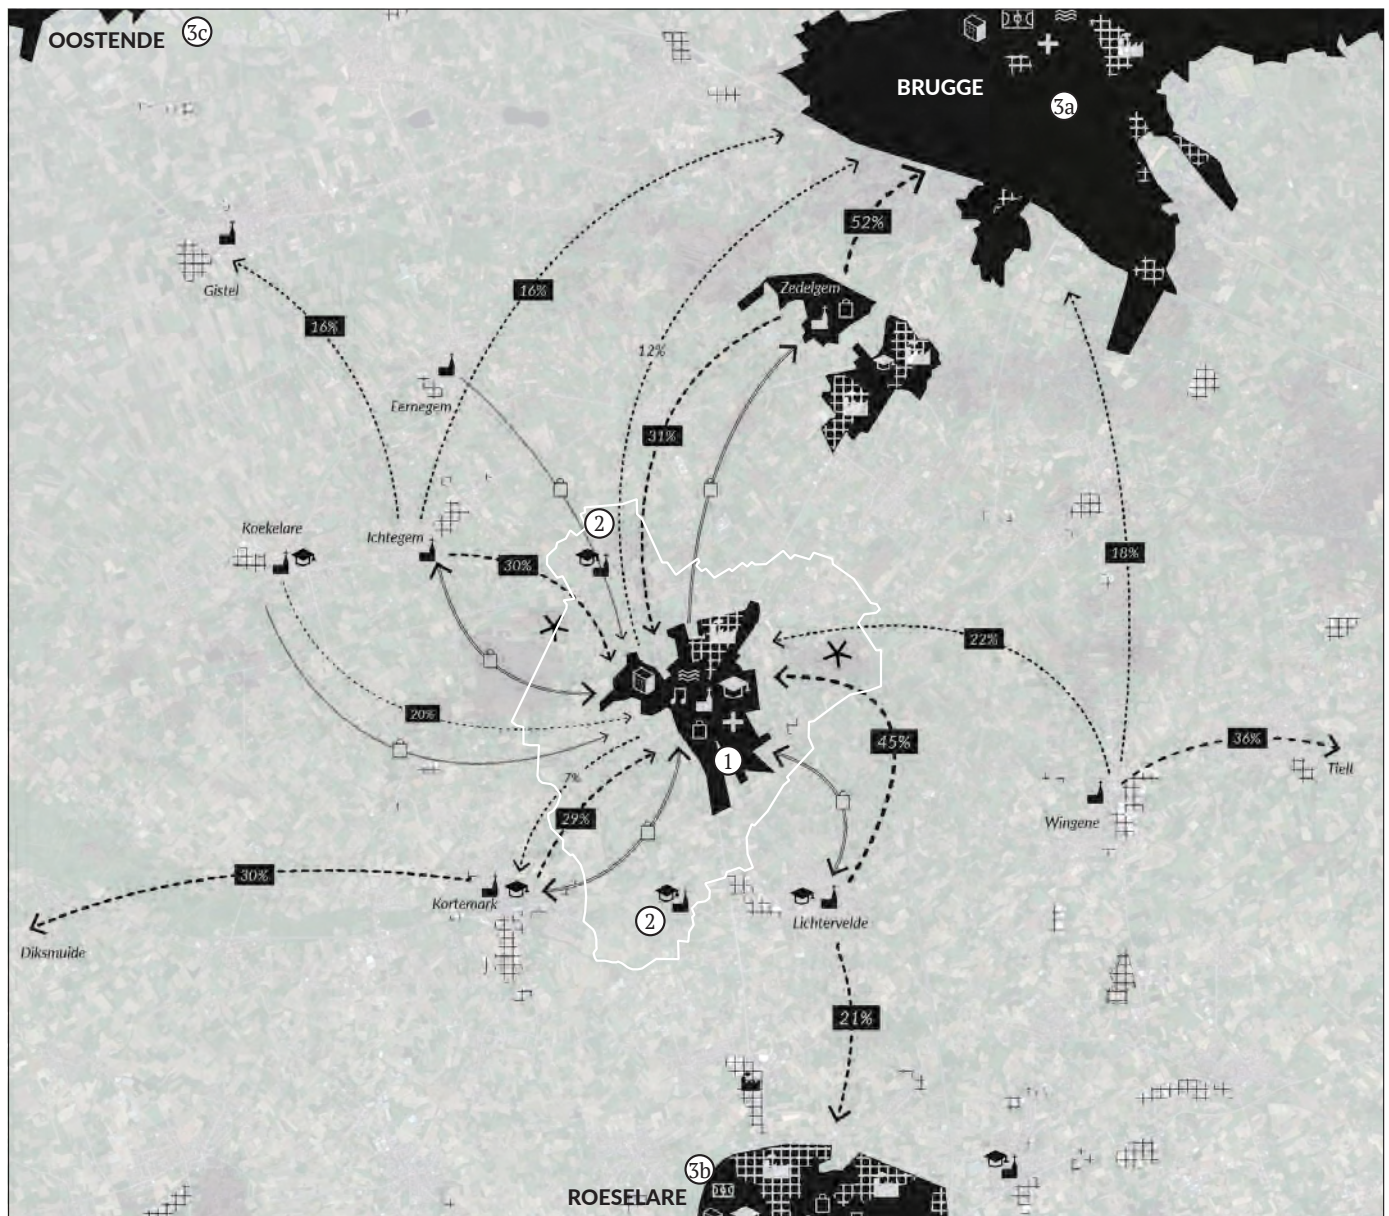 OOSTENDE
3c
BRUGGE
3a
52%
Zedelgem
Gistel
16%
16%
12%
Eernegem
31%
2
Koekelare
Ichtegem
30%
18%
22%
20%
45%
36%
Tielt
7%
1
29%
Wingene
30%
Kortemark
2
Lichtervelde
Diksmuide
21%
3b
ROESELARE